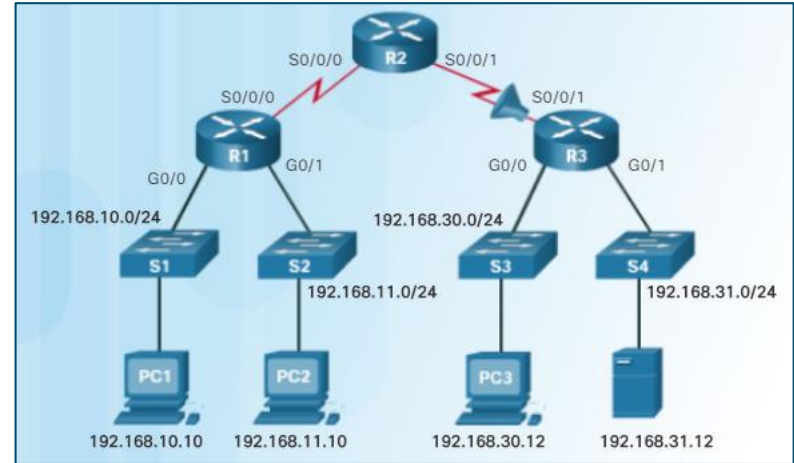 R2
S0/0/0 S0/0/1
S0/0/0 S0/0/1
R1 R3
G0/0 G0/1 G0/0 G0/1
192.168.10.0/24 192.168.30.0/24
S1 S2 S3 S4
192.168.11.0/24 192.168.31.0/24
PC1 PC2 PC3
192.168.10.10 192.168.11.10 192.168.30.12 192.168.31.12